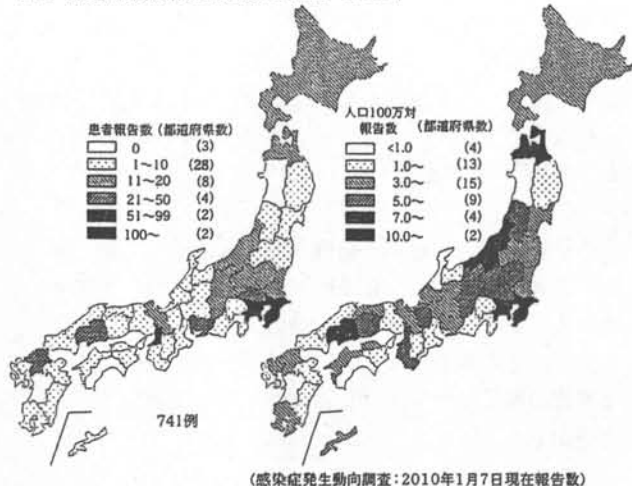 患者報告数 (都道府県数)
0 (3)
1~10 (28)
11~20 (8)
21~50 (4)
51~99 (2)
100~ (2)
741例
人口100万対
報告数 (都道府県数)
<1.0 (4)
1.0~ (13)
3.0~ (15)
5.0~ (9)
7.0~ (4)
10.0~ (2)
(感染症発生動向調査:2010年1月7日現在報告数)